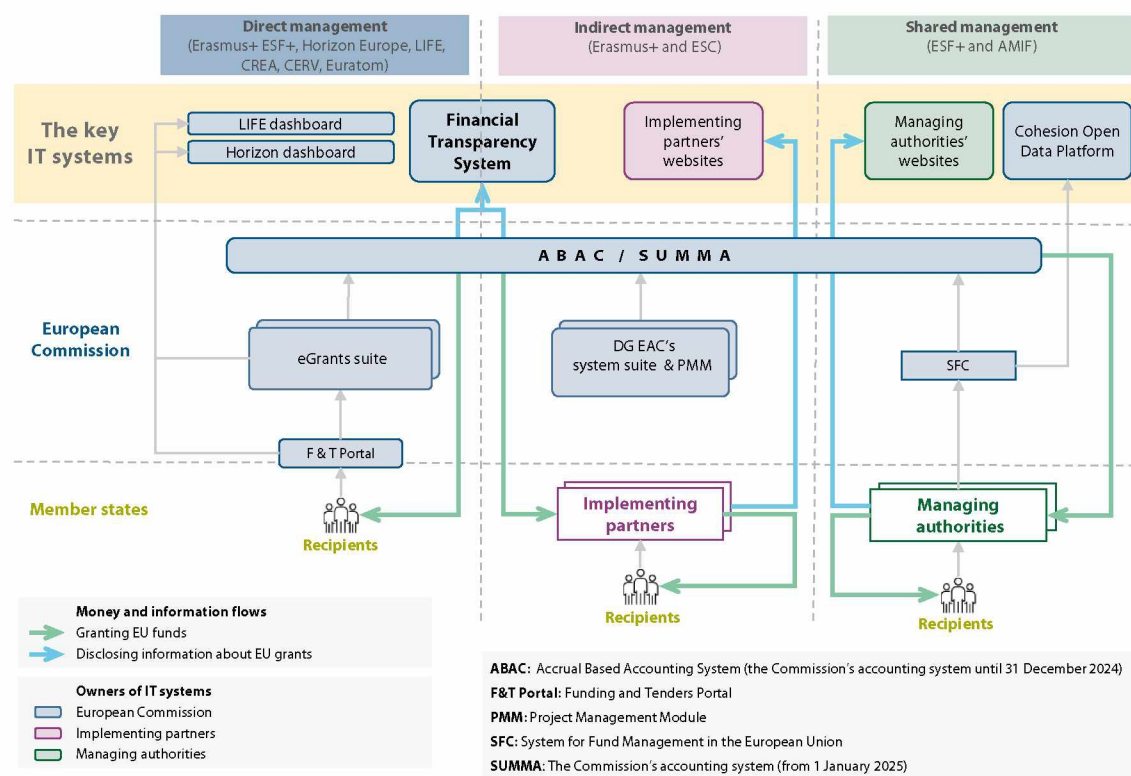 Direct management
(Erasmus+ ESF+, Horizon Europe, LIFE,
CREA, CERV, Euratom)
Indirect management
(Erasmus+ and ESC)
Shared management
(ESF+ and AMIF)
The key
IT systems
LIFE dashboard
Horizon dashboard
Financial
Transparency
System
Implementing
partners’
websites
Managing
authorities’
websites
Cohesion Open
Data Platform
ABAC / SUMMA
European
Commission
eGrants suite
DG EAC’s
system suite & PMM
SFC
F & T Portal
Member states
Recipients
Implementing
partners
Recipients
Managing
authorities
Recipients
Money and information flows
Granting EU funds
Disclosing information about EU grants
Owners of IT systems
European Commission
Implementing partners
Managing authorities
ABAC: Accrual Based Accounting System (the Commission’s accounting system until 31 December 2024)
F&T Portal: Funding and Tenders Portal
PMM: Project Management Module
SFC: System for Fund Management in the European Union
SUMMA: The Commission’s accounting system (from 1 January 2025)